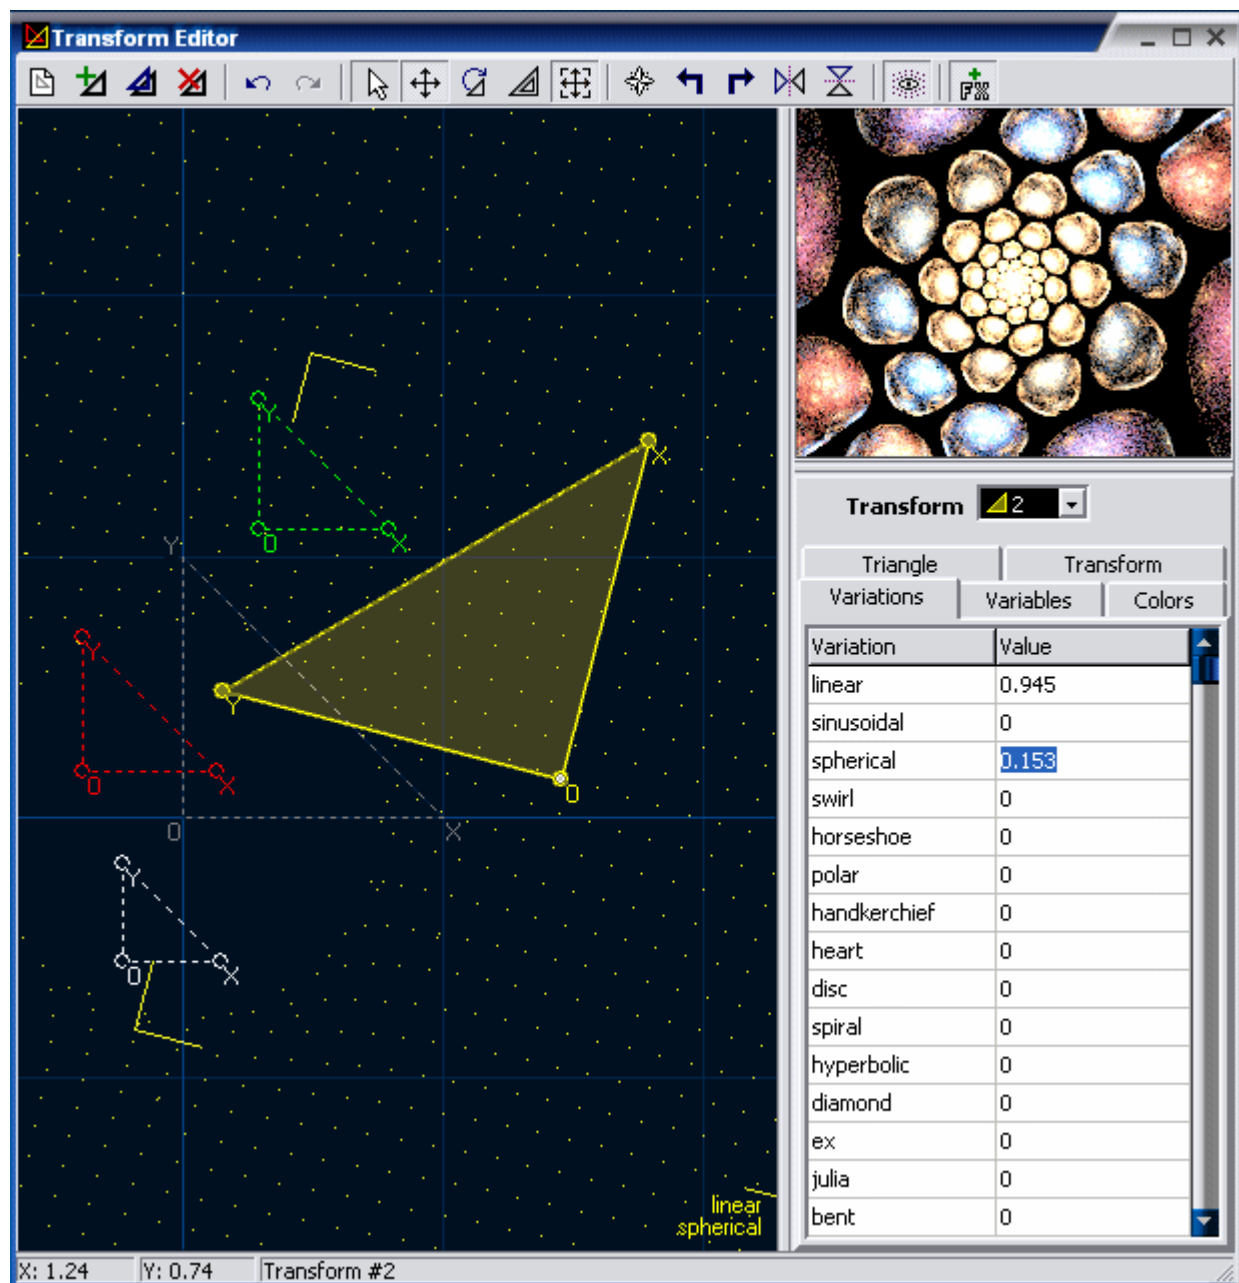 Transform Editor
FX
Y
X
Y
O
X
Y
Y
Y
O
X
O
O
X
Y
O
X
linear
spherical
Transform 2
Triangle Transform
Variations Variables Colors
Variation Value
linear 0.945
sinusoidal 0
spherical 0.153
swirl 0
horseshoe 0
polar 0
handkerchief 0
heart 0
disc 0
spiral 0
hyperbolic 0
diamond 0
ex 0
julia 0
bent 0
X: 1.24 Y: 0.74 Transform #2